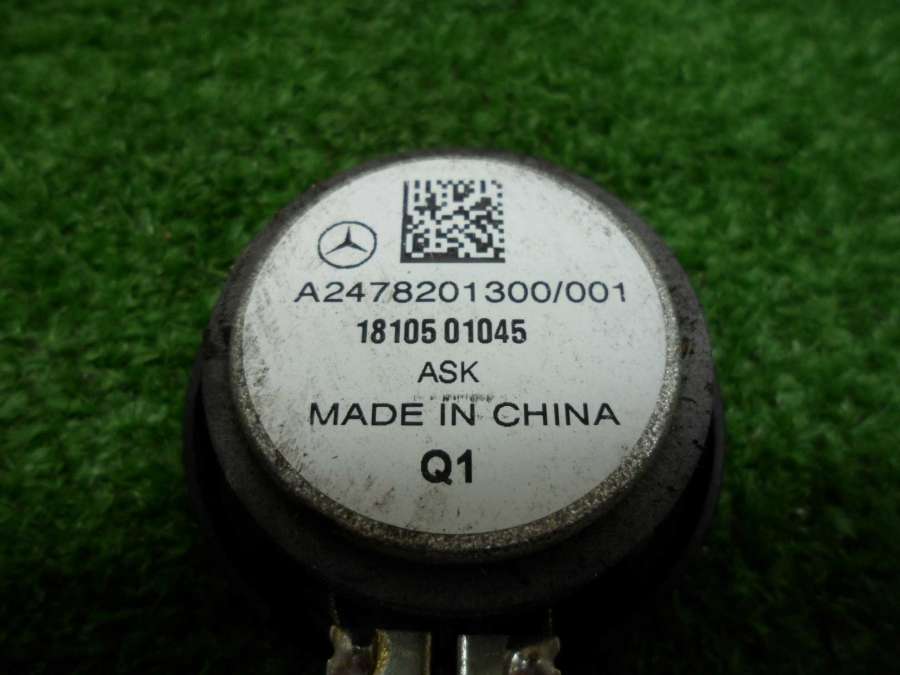 A2478201300/001
18105 01045
ASK
MADE IN CHINA
Q1